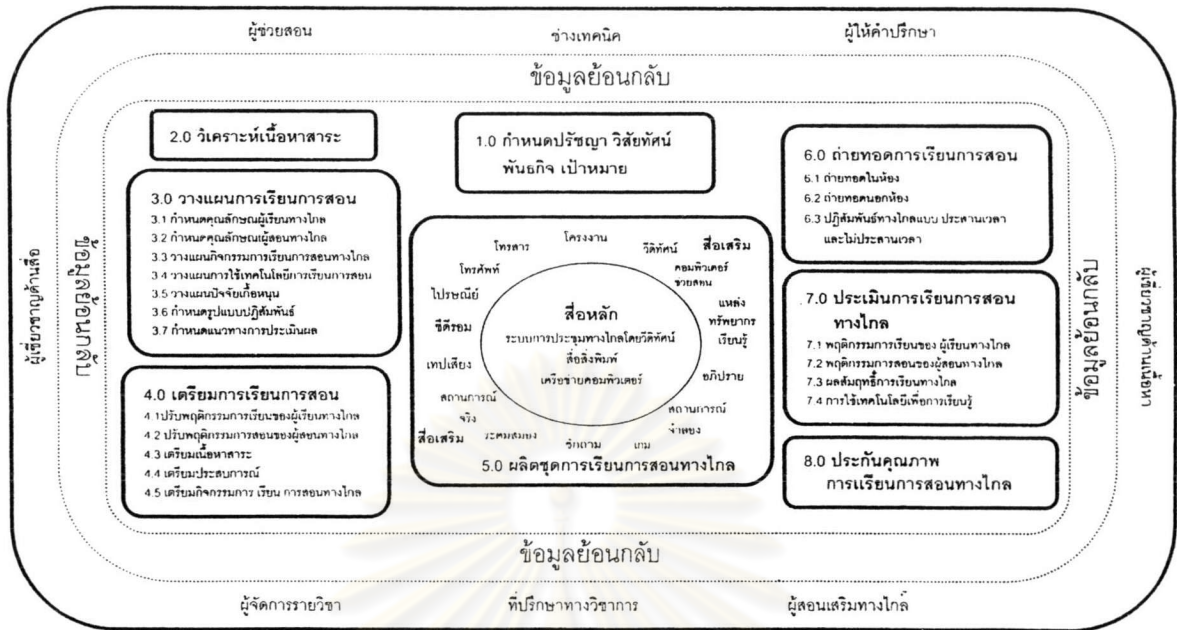 ผู้ช่วยสอน
ช่างเทคนิค
ผู้ให้คำปรึกษา
ข้อมูลย้อนกลับ
ผู้เชี่ยวชาญด้านสื่อ
ข้อมูลย้อนกลับ
2.0 วิเคราะห์เนื้อหาสาระ
3.0 วางแผนการเรียนการสอน
3.1 กำหนดคุณลักษณผู้เรียนทางไกล
3.2 กำหนดคุณลักษณผู้สอนทางไกล
3.3 วางแผนกิจกรรมการเรียนการสอนทางไกล
3.4 วางแผนการใช้เทคโนโลยีการเรียนการสอน
3.5 วางแผนปัจจัยเกื้อหนุน
3.6 กำหนดรูปแบบปฏิสัมพันธ์
3.7 กำหนดแนวทางการประเมินผล
4.0 เตรียมการเรียนการสอน
4.1ปรับพฤติกรรมการเรียนของผู้เรียนทางไกล
4.2 ปรับพฤติกรรมการสอนของผู้สอนทางไกล
4.3 เตรียมเนื้อหาสาระ
4.4 เตรียมประสบการณ์
4.5 เตรียมกิจกรรมการ เรียน การสอนทางไกล
1.0 กำหนดปรัชญา วิสัยทัศน์
พันธกิจ เป้าหมาย
โทรสาร
โครงงาน
วีดิทัศน์
สื่อเสริม
โทรศัพท์
คอมพิวเตอร์
ช่วยสอน
ไปรษณีย์
แหล่ง
ทรัพยากร
เรียนรู้
ซีดีรอม
สื่อหลัก
ระบบการประชุมทางไกลโดยวีดิทัศน์
สื่อสิ่งพิมพ์
เครือข่ายคอมพิวเตอร์
เทปเสียง
อภิปราย
สถานการณ์
จริง
สถานการณ์
จำลอง
สื่อเสริม
ระดมสมอง
ซักถาม
เกม
5.0 ผลิตชุดการเรียนการสอนทางไกล
6.0 ถ่ายทอดการเรียนการสอน
6.1 ถ่ายทอดในห้อง
6.2 ถ่ายทอดนอกห้อง
6.3 ปฏิสัมพันธ์ทางไกลแบบ ประสานเวลา
และไม่ประสานเวลา
7.0 ประเมินการเรียนการสอน
ทางไกล
7.1 พฤติกรรมการเรียนของ ผู้เรียนทางไกล
7.2 พฤติกรรมการสอนของผู้สอนทางไกล
7.3 ผลสัมฤทธิ์การเรียนทางไกล
7.4 การใช้เทคโนโลยีเพื่อการเรียนรู้
8.0 ประกันคุณภาพ
การเรียนการสอนทางไกล
ข้อมูลย้อนกลับ
ผู้เชี่ยวชาญด้านเนื้อหา
ข้อมูลย้อนกลับ
ผู้จัดการรายวิชา
ที่ปรึกษาทางวิชาการ
ผู้สอนเสริมทางไกล